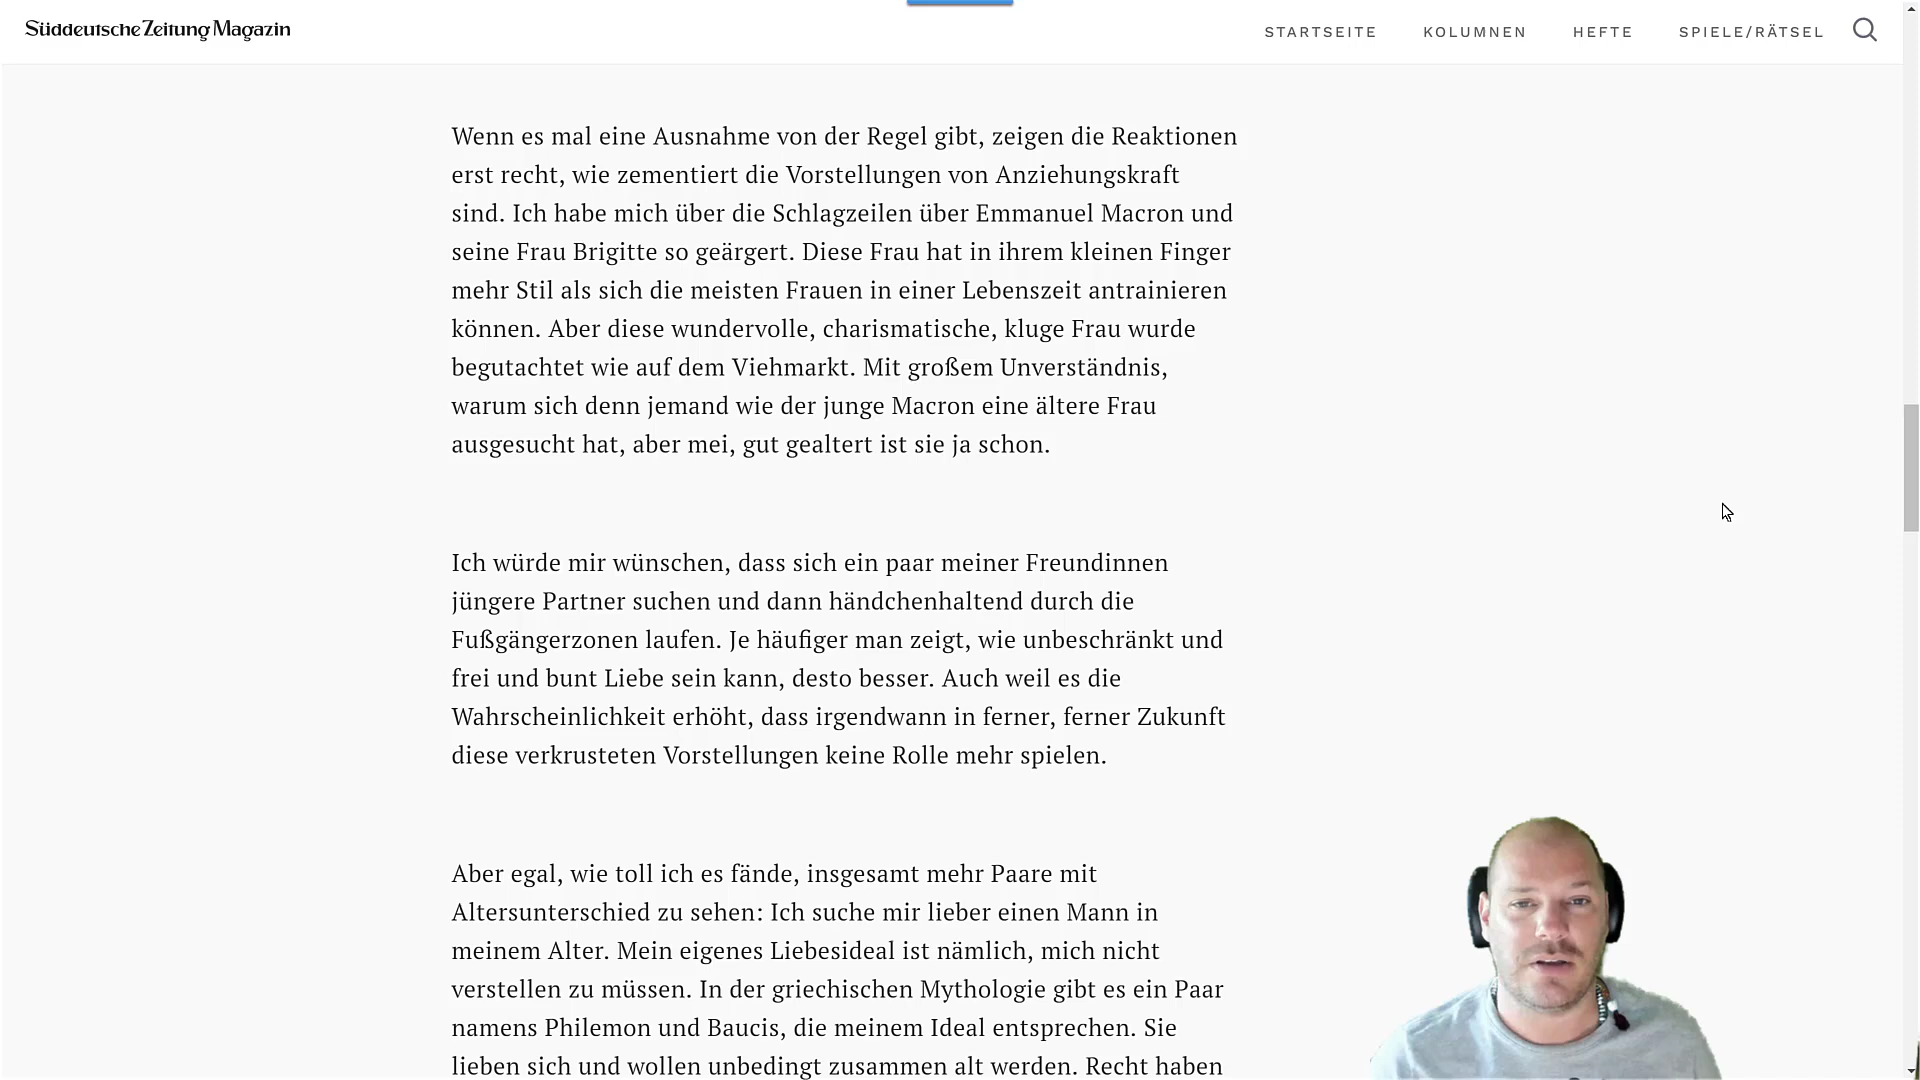 Süddeutsche Zeitung Magazin
STARTSEITE
KOLUMNEN
HEFTE
SPIELE/RÄTSEL
Wenn es mal eine Ausnahme von der Regel gibt, zeigen die Reaktionen
erst recht, wie zementiert die Vorstellungen von Anziehungskraft
sind. Ich habe mich über die Schlagzeilen über Emmanuel Macron und
seine Frau Brigitte so geärgert. Diese Frau hat in ihrem kleinen Finger
mehr Stil als sich die meisten Frauen in einer Lebenszeit antrainieren
können. Aber diese wundervolle, charismatische, kluge Frau wurde
begutachtet wie auf dem Viehmarkt. Mit großem Unverständnis,
warum sich denn jemand wie der junge Macron eine ältere Frau
ausgesucht hat, aber mei, gut gealtert ist sie ja schon.
Ich würde mir wünschen, dass sich ein paar meiner Freundinnen
jüngere Partner suchen und dann händchenhaltend durch die
Fußgängerzonen laufen. Je häufiger man zeigt, wie unbeschränkt und
frei und bunt Liebe sein kann, desto besser. Auch weil es die
Wahrscheinlichkeit erhöht, dass irgendwann in ferner, ferner Zukunft
diese verkrusteten Vorstellungen keine Rolle mehr spielen.
Aber egal, wie toll ich es fände, insgesamt mehr Paare mit
Altersunterschied zu sehen: Ich suche mir lieber einen Mann in
meinem Alter. Mein eigenes Liebesideal ist nämlich, mich nicht
verstellen zu müssen. In der griechischen Mythologie gibt es ein Paar
namens Philemon und Baucis, die meinem Ideal entsprechen. Sie
lieben sich und wollen unbedingt zusammen alt werden. Recht haben